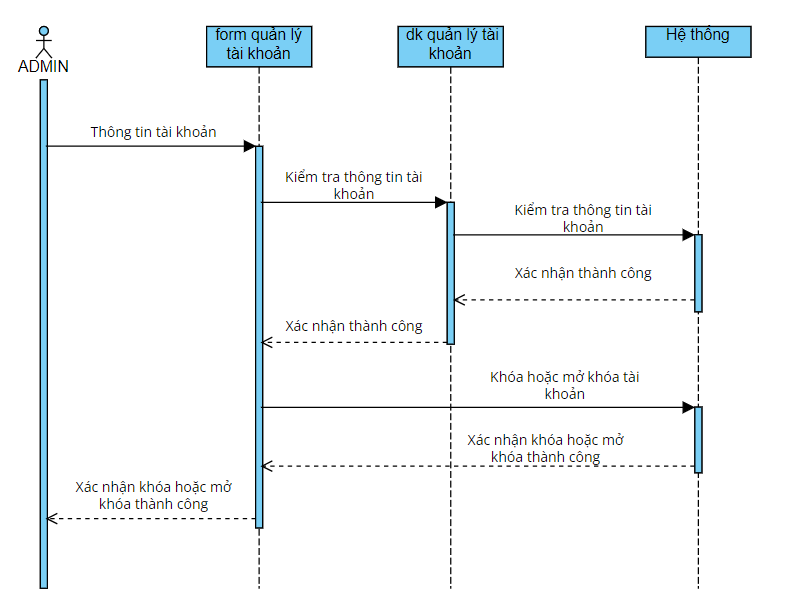 ADMIN
form quản lý
tài khoản
dk quản lý tài
khoản
Hệ thống
Thông tin tài khoản
Kiểm tra thông tin tài
khoản
Kiểm tra thông tin tài
khoản
Xác nhận thành công
Xác nhận thành công
Khóa hoặc mở khóa tài
khoản
Xác nhận khóa hoặc mở
khóa thành công
Xác nhận khóa hoặc mở
khóa thành công